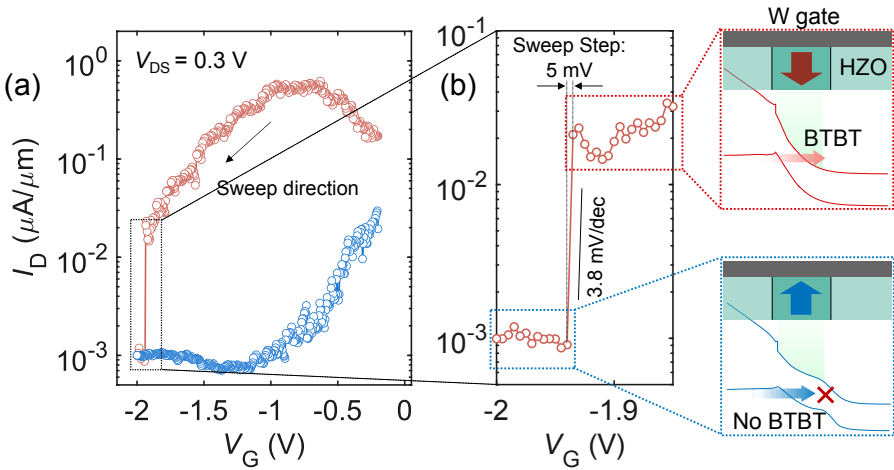 (a)
V_DS = 0.3 V
10^0
10^-1
10^-2
10^-3
I_D (μA/μm)
Sweep direction
-2
-1.5
-1
-0.5
0
V_G (V)
(b)
Sweep Step:
5 mV
10^-1
10^-2
10^-3
3.8 mV/dec
-2
-1.9
V_G (V)
W gate
HZO
BTBT
No BTBT